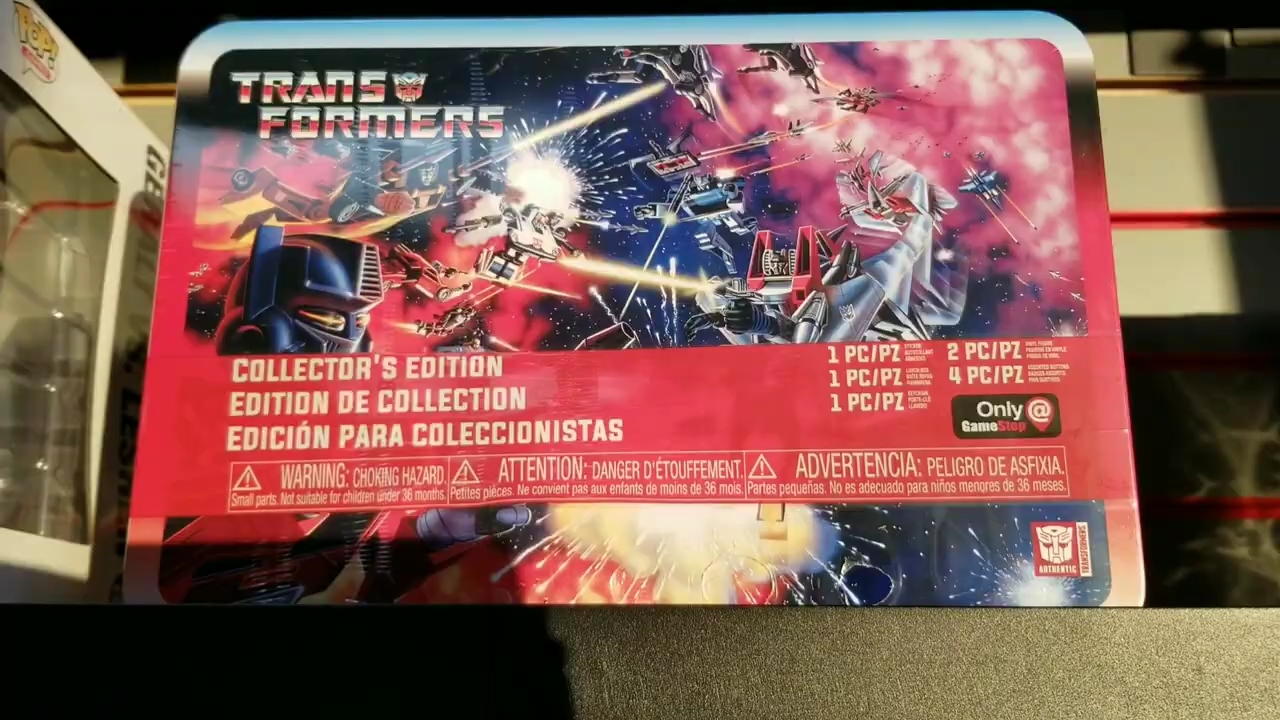 POP!
TRANS
FORMERS
COLLECTOR'S EDITION
EDITION DE COLLECTION
EDICIÓN PARA COLECCIONISTAS
1 PC/PZ
2 PC/PZ
1 PC/PZ
4 PC/PZ
1 PC/PZ
Only @
GameStop
WARNING: CHOKING HAZARD.
Small parts. Not suitable for children under 36 months.
ATTENTION: DANGER D'ÉTOUFFEMENT.
Petites pièces. Ne convient pas aux enfants de moins de 36 mois.
ADVERTENCIA: PELIGRO DE ASFIXIA.
Partes pequeñas. No es adecuado para niños menores de 36 meses.
AUTHENTIC
TRANSFORMERS